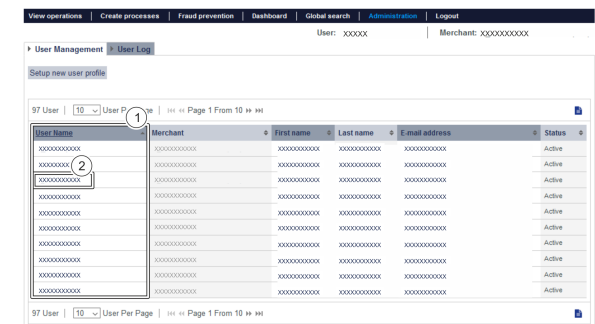 View operations | Create processes | Fraud prevention | Dashboard | Global search | Administration | Logout
User: XXXXX | Merchant: XXXXXXXXXX
User Management User Log
Setup new user profile
97 User | 10 User Per Page | Page 1 From 10
1
User Name Merchant First name Last name E-mail address Status
XXXXXXXXXXX XXXXXXXXXXX XXXXXXXXXXX XXXXXXXXXXX XXXXXXXXXXX Active
XXXXXXXX XXXXXXXXXXX XXXXXXXXXXX XXXXXXXXXXX XXXXXXXXXXX Active
2
XXXXXXXXXXX XXXXXXXXXXX XXXXXXXXXXX XXXXXXXXXXX XXXXXXXXXXX Active
XXXXXXXXXXX XXXXXXXXXXX XXXXXXXXXXX XXXXXXXXXXX XXXXXXXXXXX Active
XXXXXXXXXXX XXXXXXXXXXX XXXXXXXXXXX XXXXXXXXXXX XXXXXXXXXXX Active
XXXXXXXXXXX XXXXXXXXXXX XXXXXXXXXXX XXXXXXXXXXX XXXXXXXXXXX Active
XXXXXXXXXXX XXXXXXXXXXX XXXXXXXXXXX XXXXXXXXXXX XXXXXXXXXXX Active
XXXXXXXXXXX XXXXXXXXXXX XXXXXXXXXXX XXXXXXXXXXX XXXXXXXXXXX Active
XXXXXXXXXXX XXXXXXXXXXX XXXXXXXXXXX XXXXXXXXXXX XXXXXXXXXXX Active
XXXXXXXXXXX XXXXXXXXXXX XXXXXXXXXXX XXXXXXXXXXX XXXXXXXXXXX Active
97 User | 10 User Per Page | Page 1 From 10